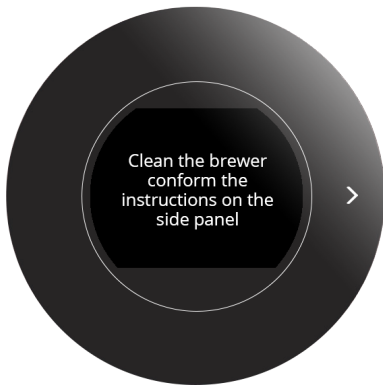 Clean the brewer
conform the
instructions on the
side panel